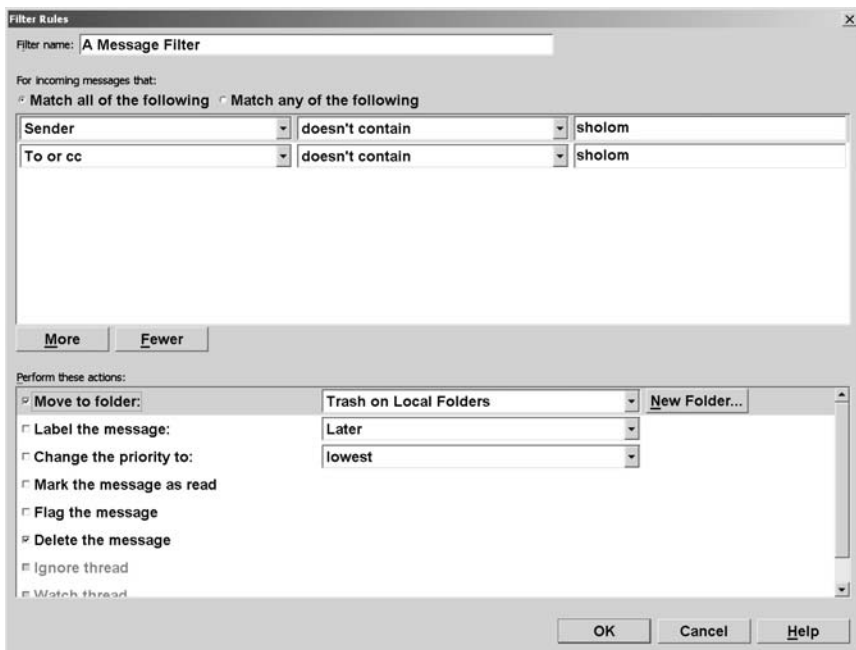 Filter Rules
Filter name: A Message Filter
For incoming messages that:
Match all of the following Match any of the following
Sender doesn't contain sholom
To or cc doesn't contain sholom
More Fewer
Perform these actions:
Move to folder: Trash on Local Folders New Folder...
Label the message: Later
Change the priority to: lowest
Mark the message as read
Flag the message
Delete the message
Ignore thread
Watch thread
OK Cancel Help